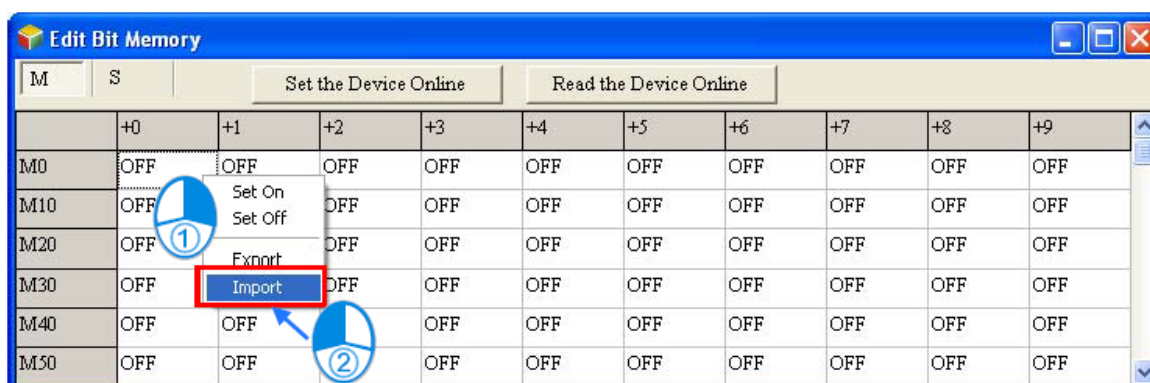 Edit Bit Memory
M S Set the Device Online Read the Device Online
+0 +1 +2 +3 +4 +5 +6 +7 +8 +9
M0 OFF OFF OFF OFF OFF OFF OFF OFF OFF OFF
Set On
M10 OFF OFF OFF OFF OFF OFF OFF OFF OFF
Set Off
1
M20 OFF OFF OFF OFF OFF OFF OFF OFF OFF
Export
M30 OFF OFF OFF OFF OFF OFF OFF OFF OFF
Import
M40 OFF OFF OFF OFF OFF OFF OFF OFF OFF
M50 OFF OFF OFF OFF OFF OFF OFF OFF OFF
2